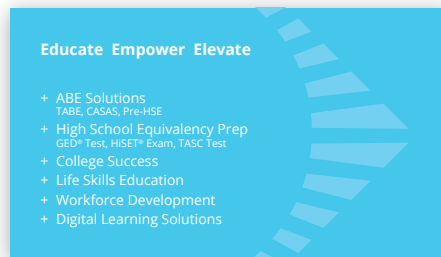 Educate Empower Elevate
+ ABE Solutions
TABE, CASAS, Pre-HSE
+ High School Equivalency Prep
GED® Test, HiSET® Exam, TASC Test
+ College Success
+ Life Skills Education
+ Workforce Development
+ Digital Learning Solutions